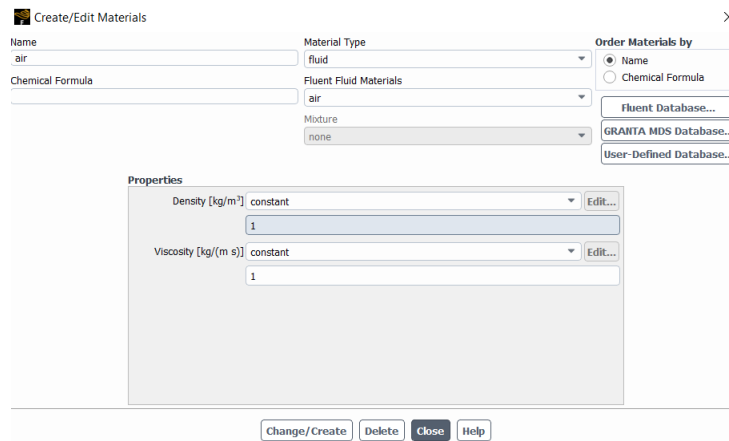 Create/Edit Materials
Name
air
Material Type
fluid
Order Materials by
Name
Chemical Formula
Chemical Formula
Fluent Fluid Materials
air
Mixture
none
Fluent Database...
GRANTA MDS Database..
User-Defined Database..
Properties
Density [kg/m³] constant Edit...
1
Viscosity [kg/(m s)] constant Edit...
1
Change/Create Delete Close Help